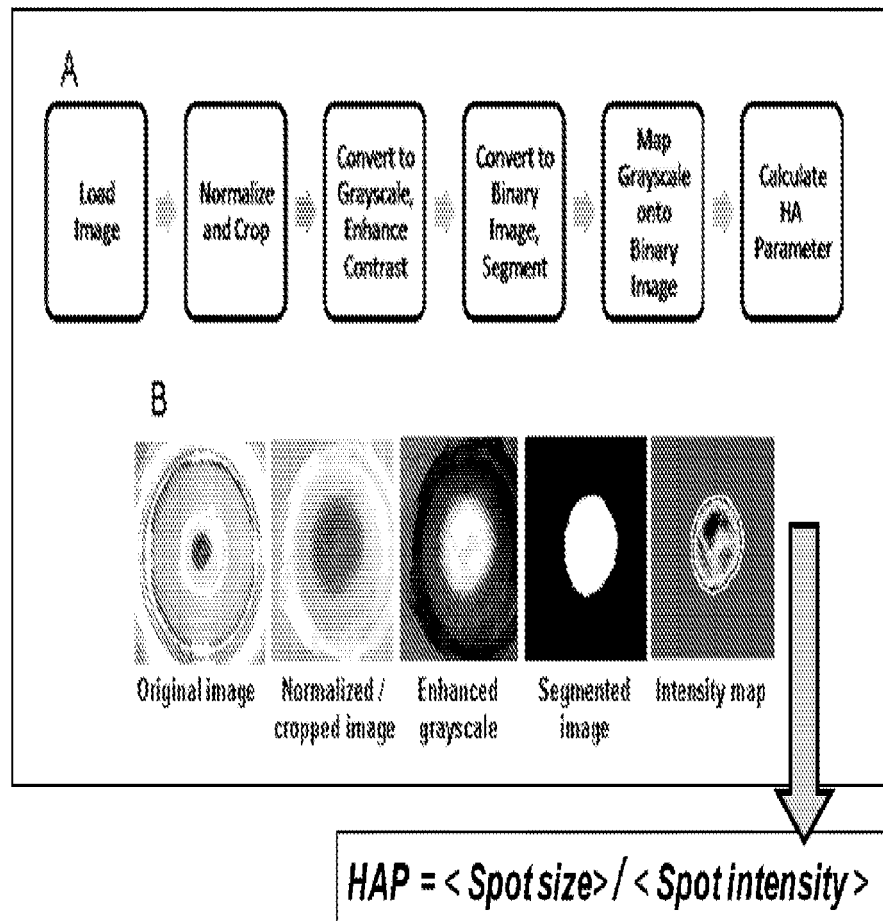 A
Load
Image
Normalize
and Crop
Convert to
Grayscale,
Enhance
Contrast
Convert to
Binary
Image,
Segment
Map
Grayscale
onto
Binary
Image
Calculate
HA
Parameter
B
Original image
Normalized /
cropped image
Enhanced
grayscale
Segmented
image
Intensity map
HAP = < Spot size> / < Spot intensity >